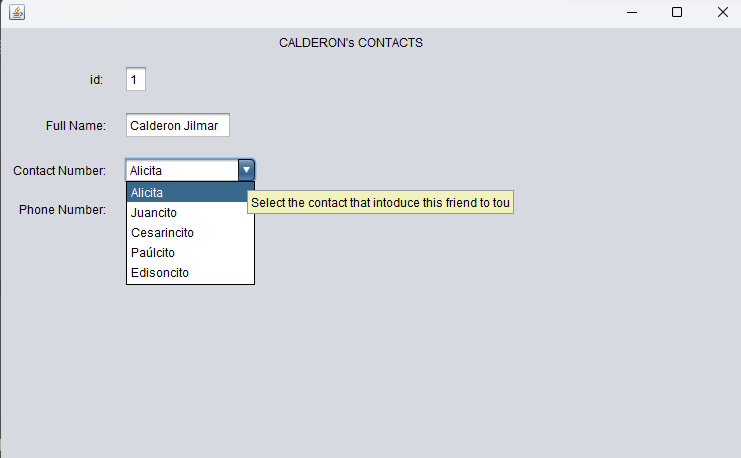 CALDERON's CONTACTS
id: 1
Full Name: Calderon Jilmar
Contact Number: Alicita
Alicita
Select the contact that intoduce this friend to tou
Juancito
Phone Number:
Cesarincito
Paúlcito
Edisoncito